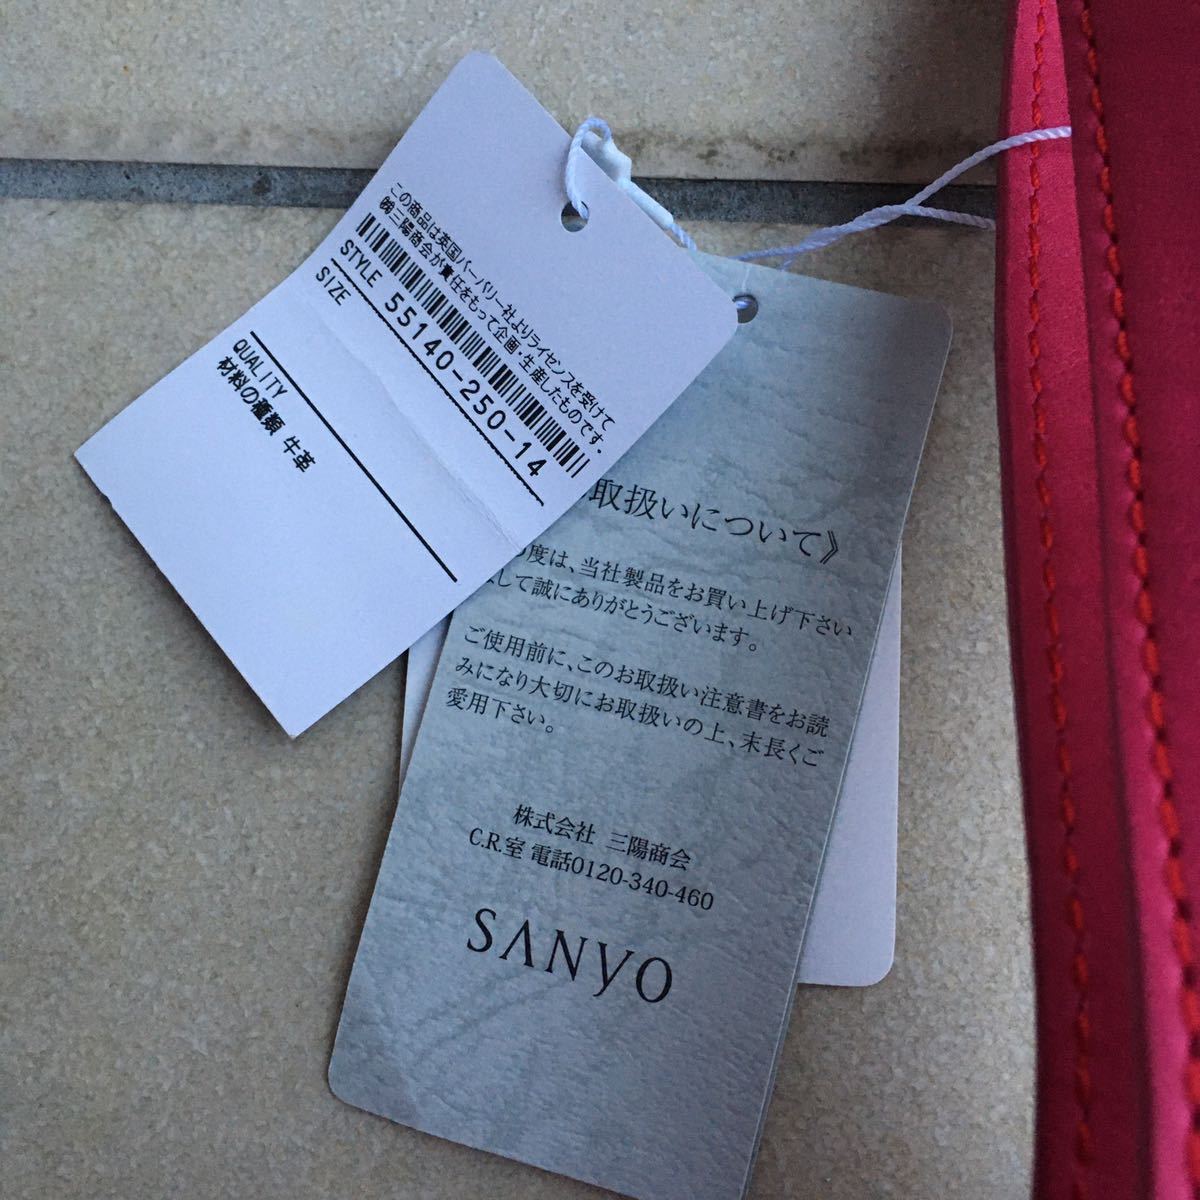 この商品は英国バーバリー社よりライセンスを受けて
㈱三陽商会が責任をもって企画・生産したものです。
STYLE 55140-250-14
SIZE
QUALITY
材料の種類 牛革
取扱いについて》
度は、当社製品をお買い上げ下さい
して誠にありがとうございます。
ご使用前に、このお取扱い注意書をお読
みになり大切にお取扱いの上、末長くご
愛用下さい。
株式会社 三陽商会
C.R.室 電話0120-340-460
SANYO